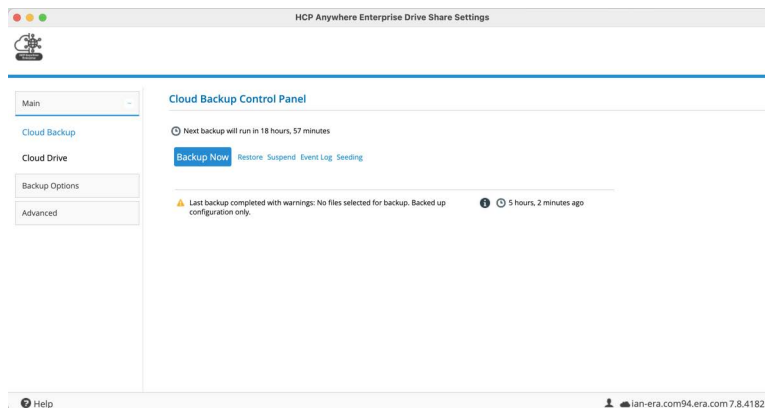 HCP Anywhere Enterprise Drive Share Settings
Main
Cloud Backup
Cloud Drive
Backup Options
Advanced
Cloud Backup Control Panel
Next backup will run in 18 hours, 57 minutes
Backup Now Restore Suspend Event Log Seeding
Last backup completed with warnings: No files selected for backup. Backed up
configuration only.
5 hours, 2 minutes ago
Help
ian-era.com94.era.com 7.8.4182